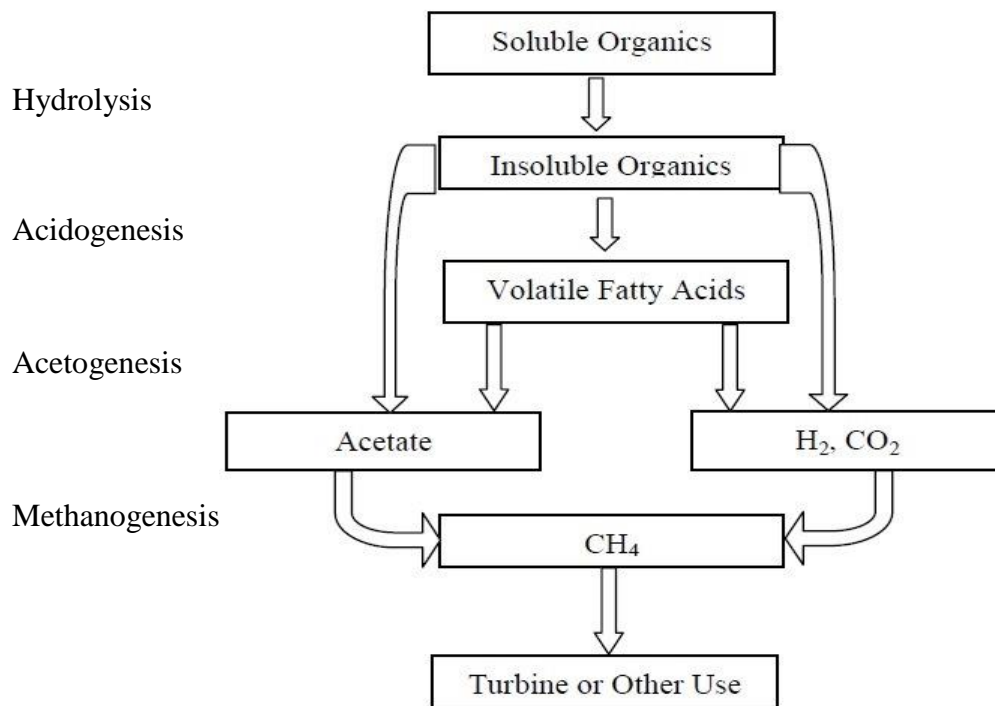 Soluble Organics
Hydrolysis
Insoluble Organics
Acidogenesis
Volatile Fatty Acids
Acetogenesis
Acetate
H₂, CO₂
Methanogenesis
CH₄
Turbine or Other Use